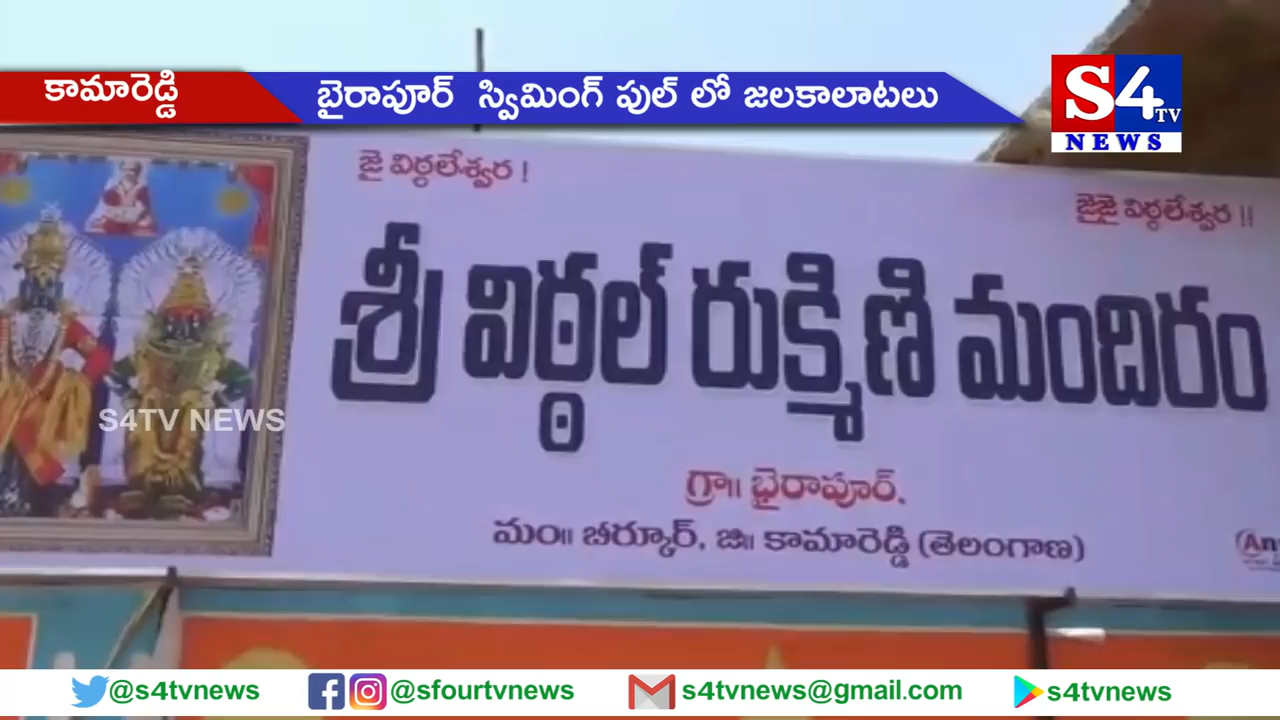 కామారెడ్డి
బైరాపూర్ స్విమింగ్ పుల్ లో జలకాలాటలు
S4 TV
NEWS
జై విఠ్ఠలేశ్వర !
జైజై విఠ్ఠలేశ్వర !!
శ్రీ విఠ్ఠల్ రుక్మిణి మందిరం
S4TV NEWS
గ్రా॥ భైరాపూర్,
మం॥ బీర్కూర్, జి॥ కామారెడ్డి (తెలంగాణ)
@s4tvnews @sfourtvnews s4tvnews@gmail.com s4tvnews